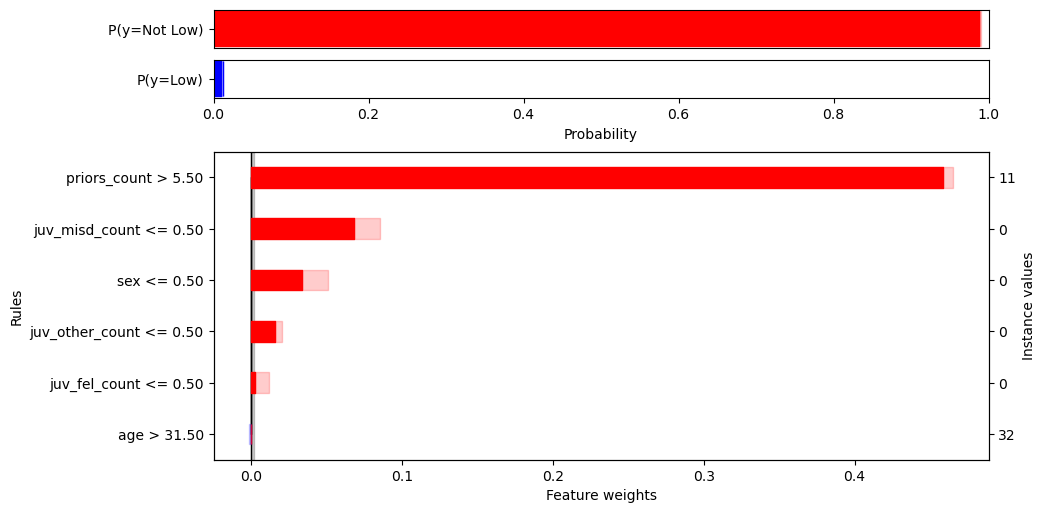 P(y=Not Low)
P(y=Low)
0.0 0.2 0.4 0.6 0.8 1.0
Probability
priors_count > 5.50 11
juv_misd_count <= 0.50 0
sex <= 0.50 0
juv_other_count <= 0.50 0
juv_fel_count <= 0.50 0
age > 31.50 32
Rules
Instance values
0.0 0.1 0.2 0.3 0.4
Feature weights